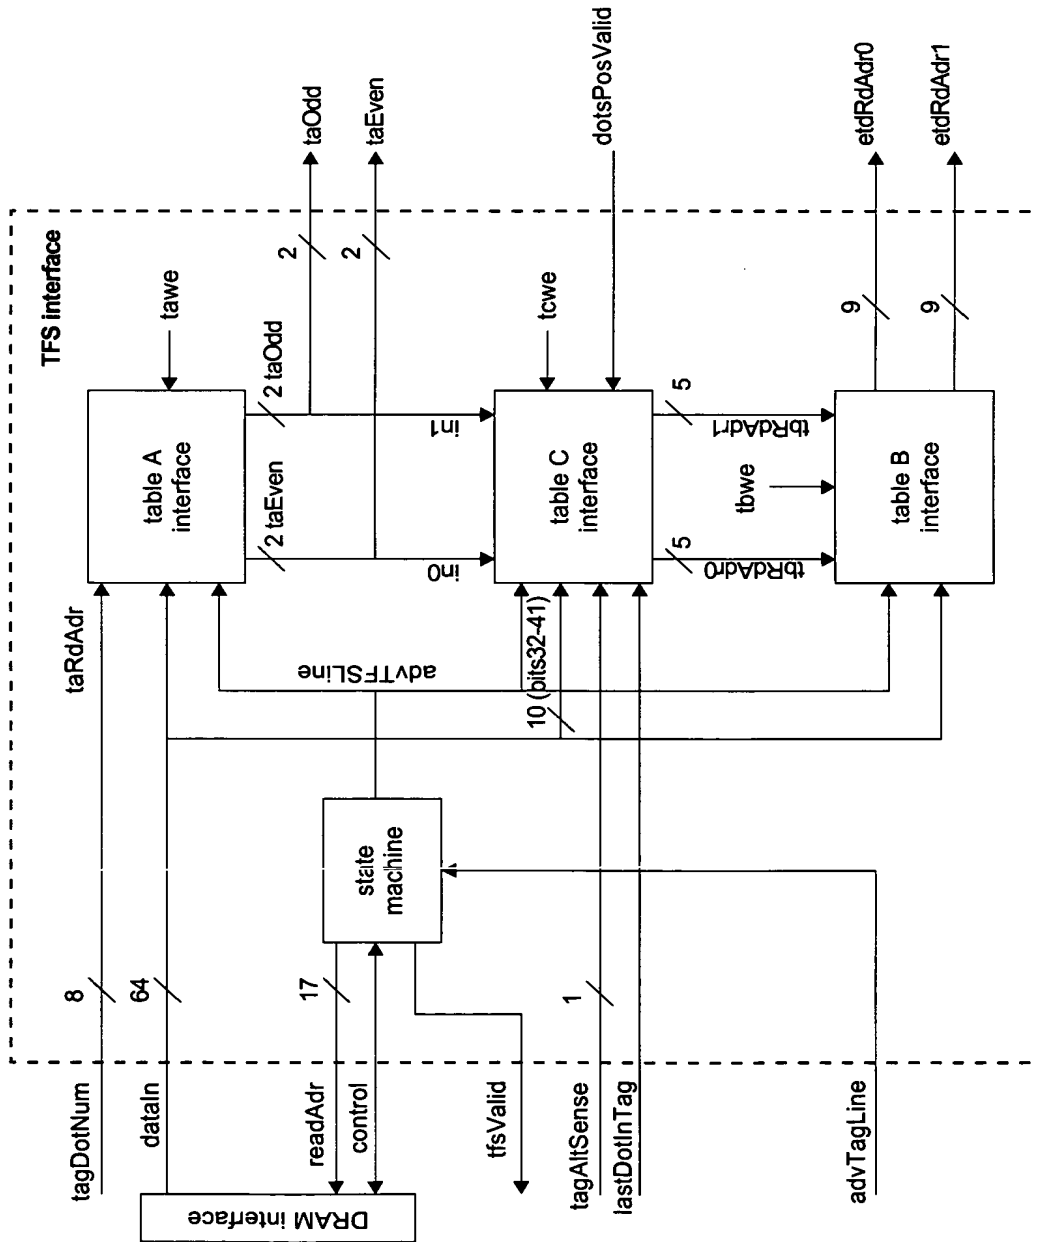 TFS interface
tagDotNum
8
taRdAdr
dataIn
64
table A
interface
tawe
2 taEven
2 taOdd
2
taOdd
2
taEven
DRAM interface
readAdr
17
control
tfsValid
state
machine
advTFSLine
10 (bits32-41)
in0
in1
table C
interface
tcwe
dotsPosValid
tagAltSense
1
lastDotInTag
5
tbRdAdr0
5
tbRdAdr1
tbwe
table B
interface
9
etdRdAdr0
9
etdRdAdr1
advTagLine